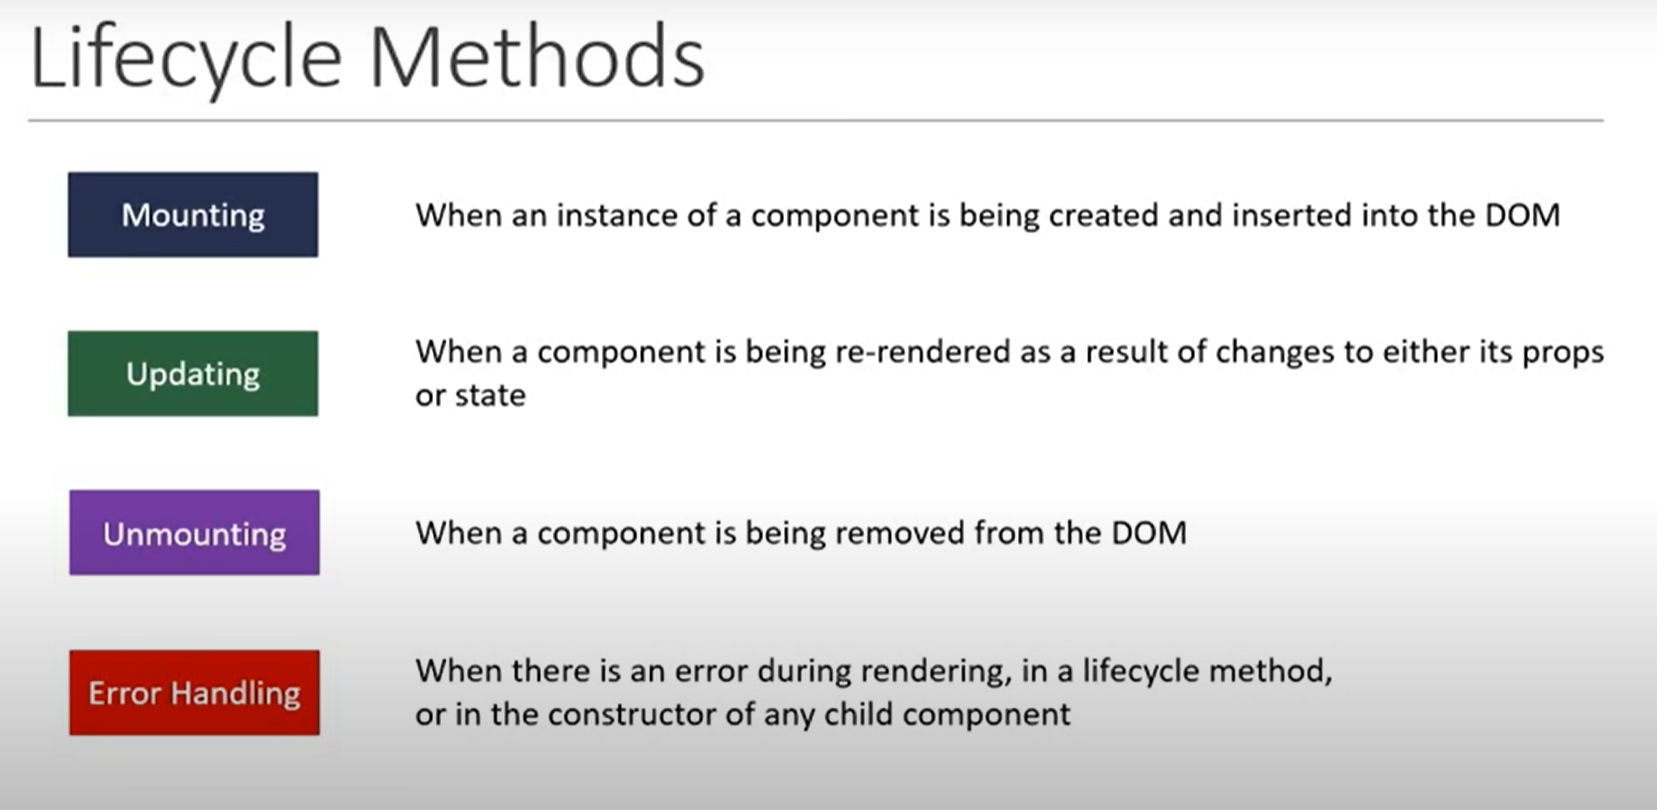 Lifecycle Methods
Mounting
When an instance of a component is being created and inserted into the DOM
Updating
When a component is being re-rendered as a result of changes to either its props
or state
Unmounting
When a component is being removed from the DOM
Error Handling
When there is an error during rendering, in a lifecycle method,
or in the constructor of any child component